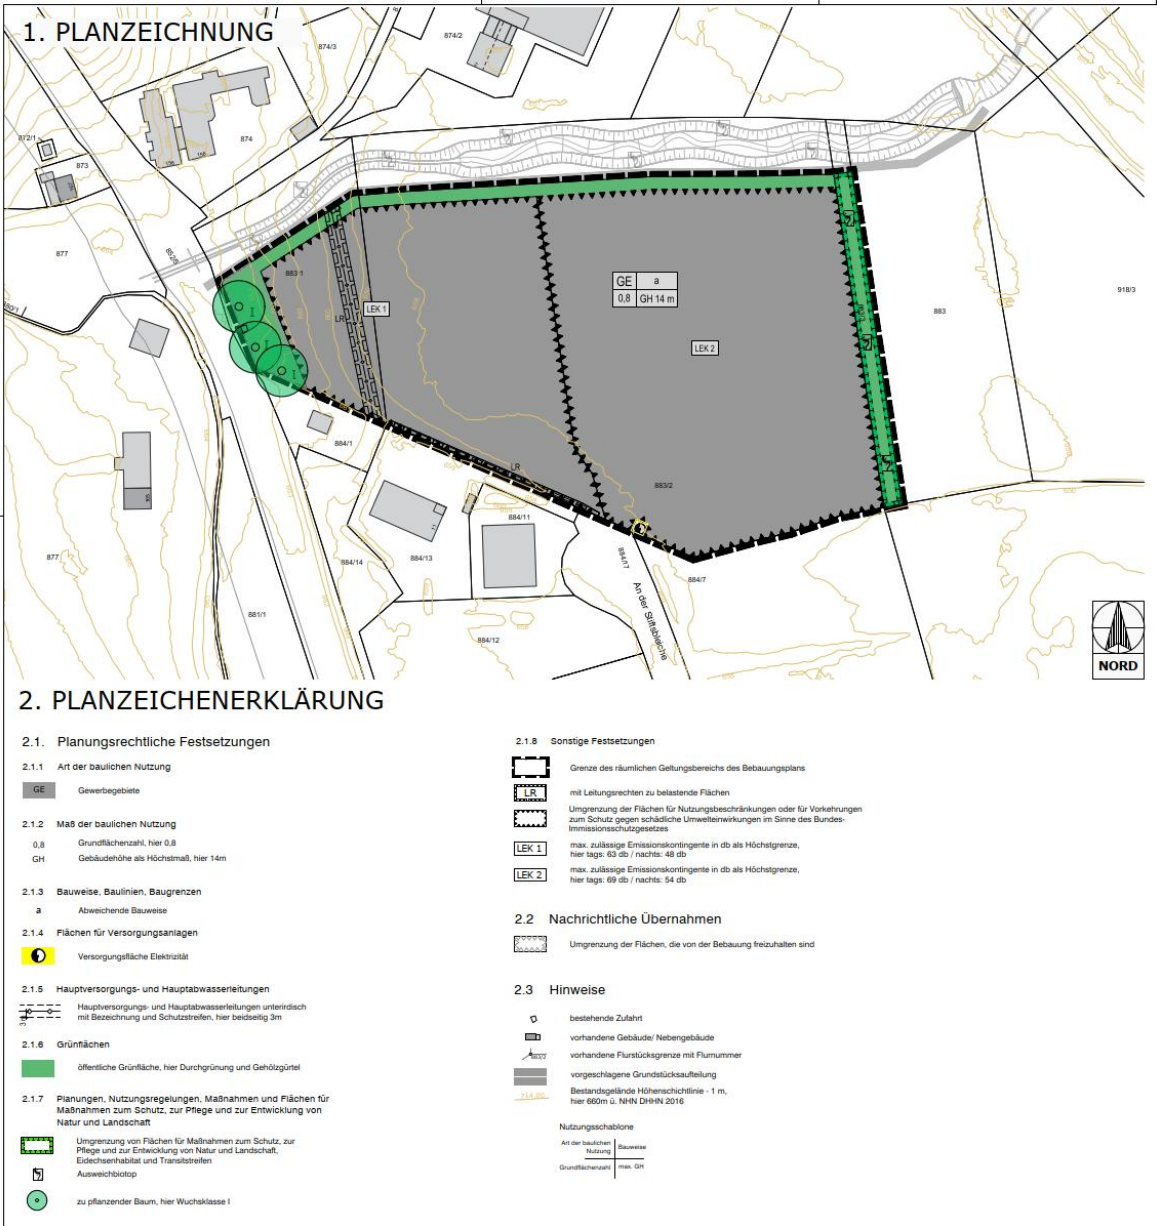 1. PLANZEICHNUNG
874/3
874/2
874
873
877
883/1
LEK 1
LR
GE a
0,8 GH 14 m
LEK 2
883
918/3
884/1
LR
883/2
884/11
884/13
884/14
884/17
884/7
877
881/1
884/12
An der Stiftsbleiche
NORD
2. PLANZEICHENERKLÄRUNG
2.1. Planungsrechtliche Festsetzungen
2.1.1 Art der baulichen Nutzung
GE Gewerbegebiete
2.1.2 Maß der baulichen Nutzung
0,8 Grundflächenzahl, hier 0,8
GH Gebäudehöhe als Höchstmaß, hier 14m
2.1.3 Bauweise, Baulinien, Baugrenzen
a Abweichende Bauweise
2.1.4 Flächen für Versorgungsanlagen
Versorgungsfläche Elektrizität
2.1.5 Hauptversorgungs- und Hauptabwasserleitungen
Hauptversorgungs- und Hauptabwasserleitungen unterirdisch
mit Bezeichnung und Schutzstreifen, hier beidseitig 3m
2.1.6 Grünflächen
öffentliche Grünfläche, hier Durchgrünung und Gehölzgürtel
2.1.7 Planungen, Nutzungsregelungen, Maßnahmen und Flächen für
Maßnahmen zum Schutz, zur Pflege und zur Entwicklung von
Natur und Landschaft
Umgrenzung von Flächen für Maßnahmen zum Schutz, zur
Pflege und zur Entwicklung von Natur und Landschaft,
Eidechsenhabitat und Transitstreifen
Ausweichbiotop
zu pflanzender Baum, hier Wuchsklasse I
2.1.8 Sonstige Festsetzungen
Grenze des räumlichen Geltungsbereichs des Bebauungsplans
LR mit Leitungsrechten zu belastende Flächen
Umgrenzung der Flächen für Nutzungsbeschränkungen oder für Vorkehrungen
zum Schutz gegen schädliche Umwelteinwirkungen im Sinne des Bundes-
Immissionsschutzgesetzes
LEK 1 max. zulässige Emissionskontingente in db als Höchstgrenze,
hier tags: 63 db / nachts: 48 db
LEK 2 max. zulässige Emissionskontingente in db als Höchstgrenze,
hier tags: 69 db / nachts: 54 db
2.2 Nachrichtliche Übernahmen
Umgrenzung der Flächen, die von der Bebauung freizuhalten sind
2.3 Hinweise
bestehende Zufahrt
vorhandene Gebäude/ Nebengebäude
vorhandene Flurstücksgrenze mit Flurnummer
vorgeschlagene Grundstücksaufteilung
Bestandsgelände Höhenschichtlinie - 1 m,
hier 660m ü. NHN DHHN 2016
Nutzungsschablone
Art der baulichen
Nutzung
Bauweise
Grundflächenzahl max. GH